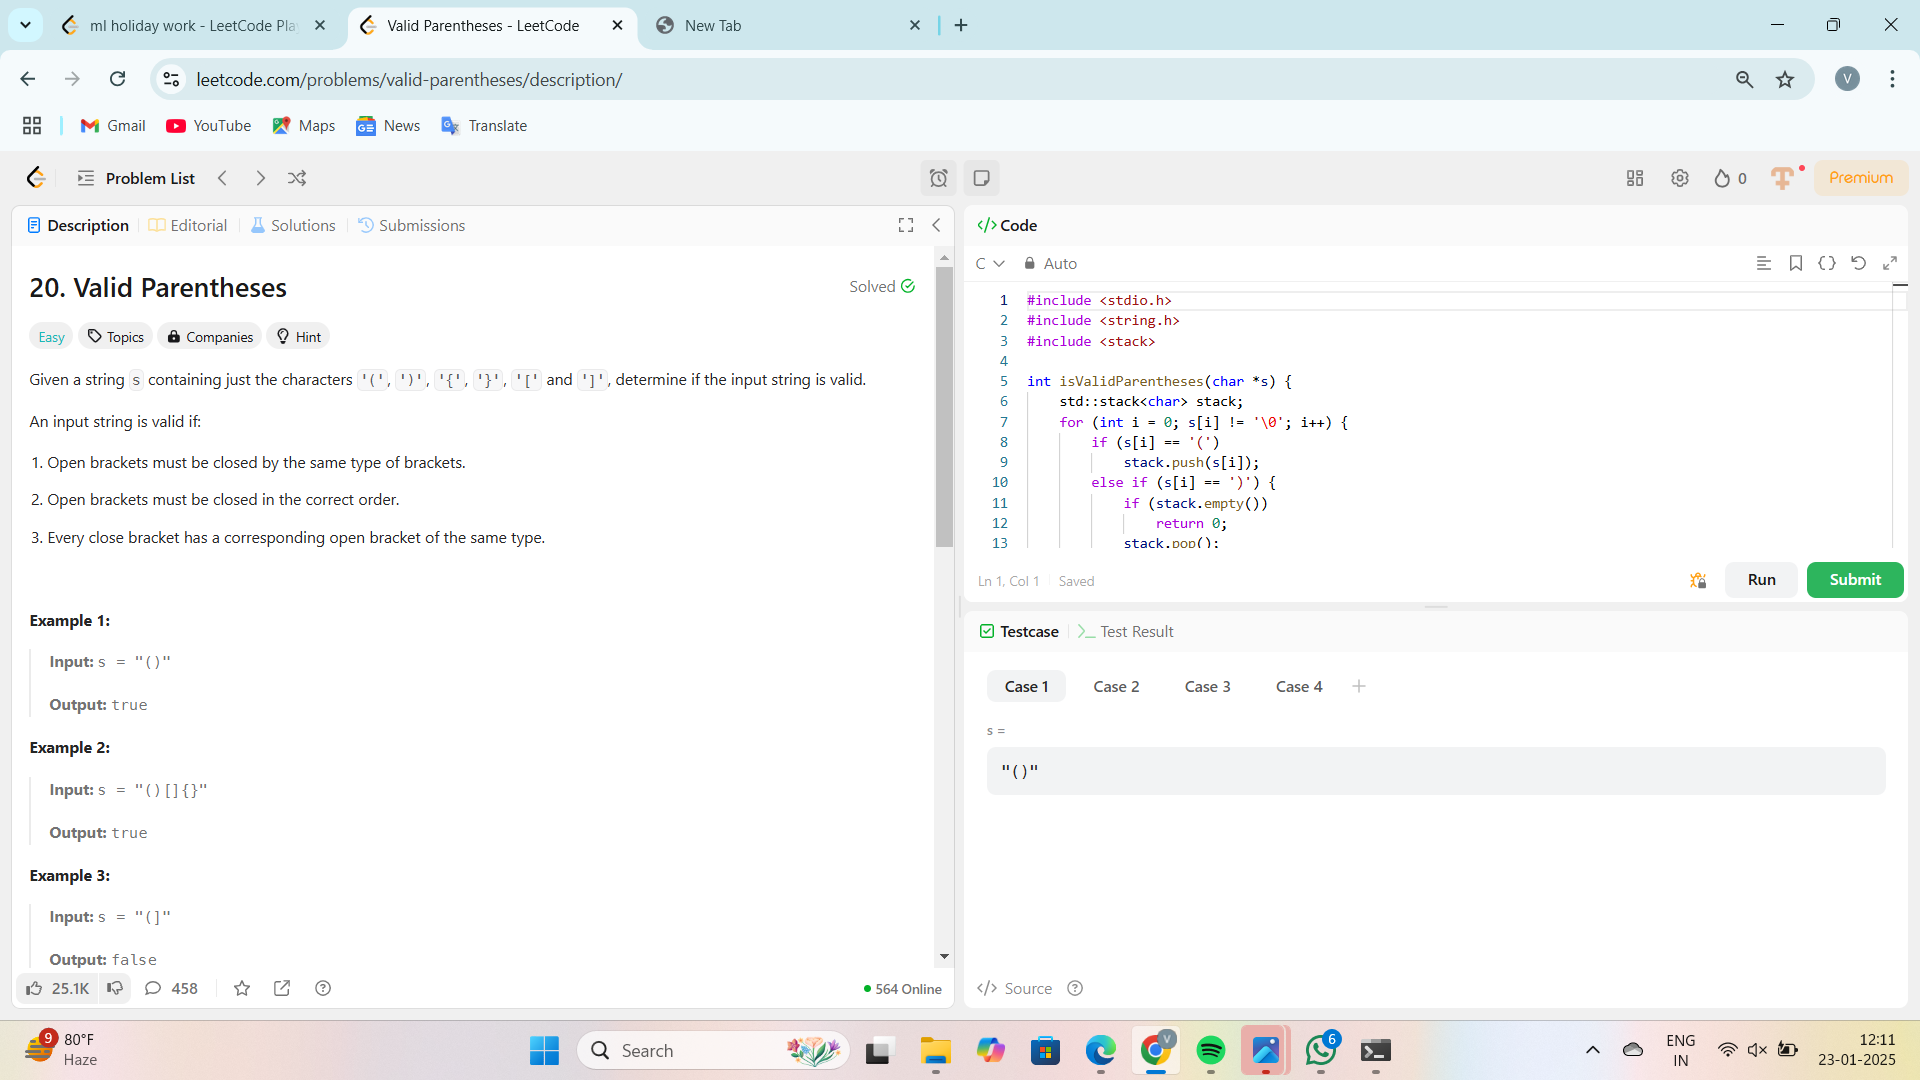 ml holiday work - LeetCode Pla
Valid Parentheses - LeetCode
New Tab
leetcode.com/problems/valid-parentheses/description/
V
Gmail
YouTube
Maps
News
Translate
Problem List
0
Premium
Description
Editorial
Solutions
Submissions
20. Valid Parentheses
Solved
Easy
Topics
Companies
Hint
Given a string s containing just the characters '(', ')', '{', '}', '[' and ']', determine if the input string is valid.
An input string is valid if:
1. Open brackets must be closed by the same type of brackets.
2. Open brackets must be closed in the correct order.
3. Every close bracket has a corresponding open bracket of the same type.
Example 1:
Input: s = "()"
Output: true
Example 2:
Input: s = "()[]{}"
Output: true
Example 3:
Input: s = "(]"
Output: false
25.1K
458
564 Online
</> Code
C
Auto
1 #include <stdio.h>
2 #include <string.h>
3 #include <stack>
4
5 int isValidParentheses(char *s) {
6 std::stack<char> stack;
7 for (int i = 0; s[i] != '\0'; i++) {
8 if (s[i] == '(')
9 stack.push(s[i]);
10 else if (s[i] == ')') {
11 if (stack.empty())
12 return 0;
13 stack.pop();
Ln 1, Col 1
Saved
Run
Submit
Testcase
Test Result
Case 1
Case 2
Case 3
Case 4
s =
"()"
</> Source
9
80°F
Haze
Search
V
6
ENG
IN
12:11
23-01-2025